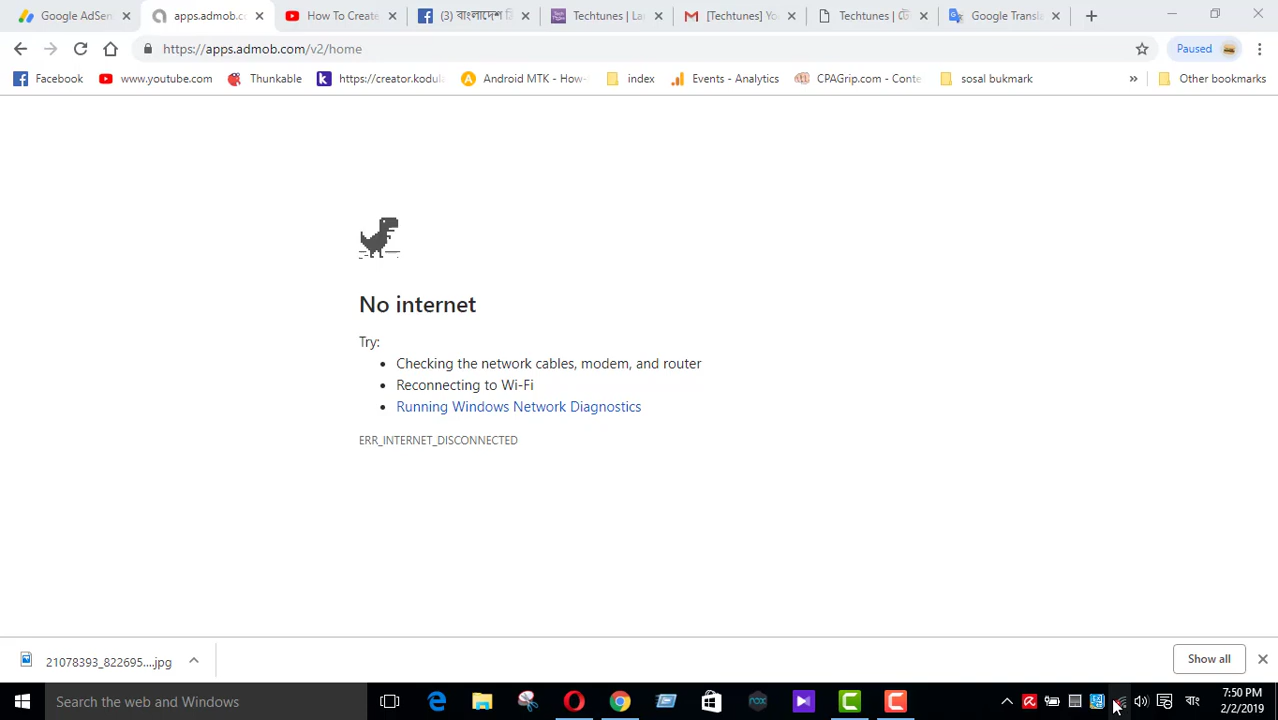 Google AdSen
apps.admob.c
How To Create
(3) বাংলাদেশ
Techtunes | La
[Techtunes] Yo
Techtunes | টে
Google Transla
https://apps.admob.com/v2/home
Paused
Facebook
www.youtube.com
Thunkable
https://creator.kodula
Android MTK - How-
index
Events - Analytics
CPAGrip.com - Conte
sosal bukmark
»
Other bookmarks
No internet
Try:
• Checking the network cables, modem, and router
• Reconnecting to Wi-Fi
• Running Windows Network Diagnostics
ERR_INTERNET_DISCONNECTED
21078393_822695....jpg
Show all
Search the web and Windows
nox
বাং
7:50 PM
2/2/2019